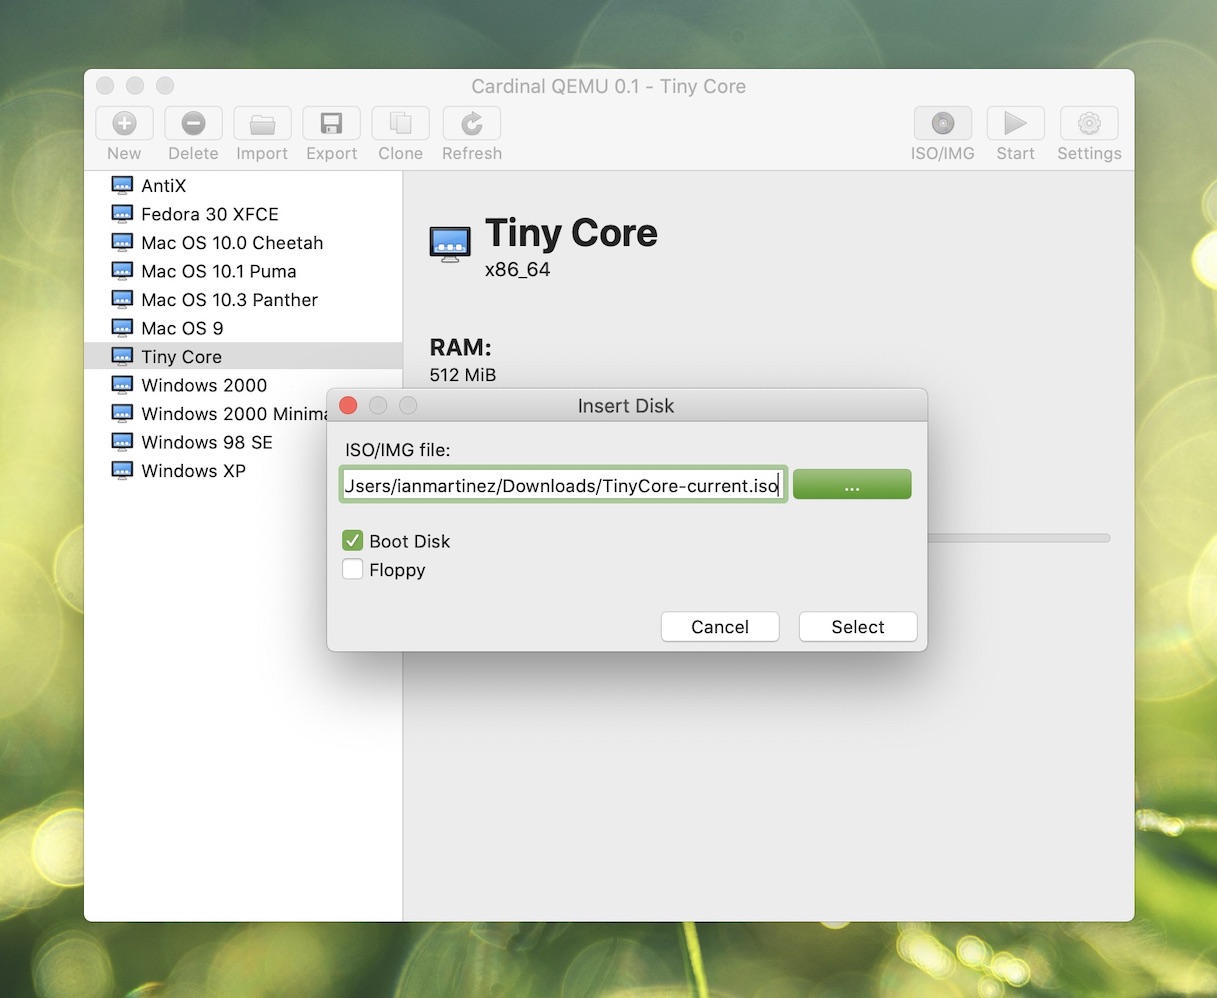 Cardinal QEMU 0.1 - Tiny Core
New Delete Import Export Clone Refresh ISO/IMG Start Settings
AntiX
Fedora 30 XFCE
Mac OS 10.0 Cheetah
Mac OS 10.1 Puma
Mac OS 10.3 Panther
Mac OS 9
Tiny Core
Windows 2000
Windows 2000 Minima
Windows 98 SE
Windows XP
Tiny Core
x86_64
RAM:
512 MiB
Insert Disk
ISO/IMG file:
Jsers/ianmartinez/Downloads/TinyCore-current.iso
...
Boot Disk
Floppy
Cancel Select